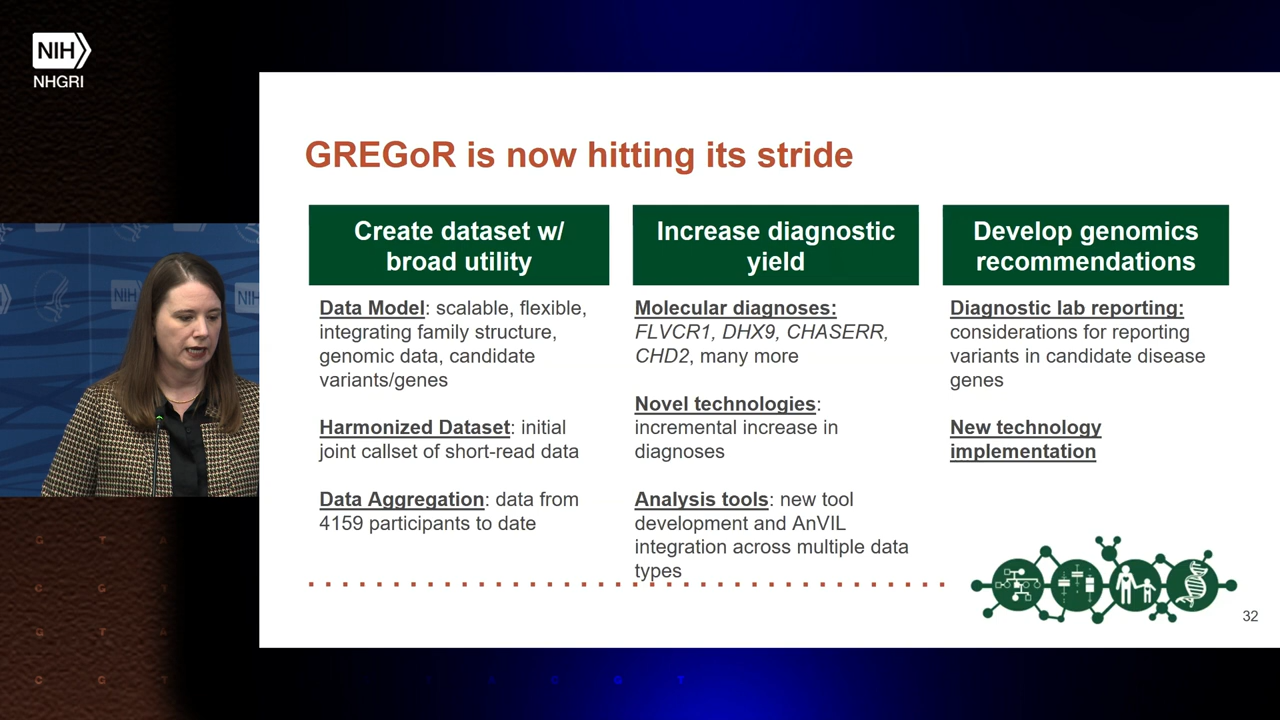 NIH
NHGRI
GREGoR is now hitting its stride
Create dataset w/
broad utility
Data Model: scalable, flexible,
integrating family structure,
genomic data, candidate
variants/genes
Harmonized Dataset: initial
joint callset of short-read data
Data Aggregation: data from
4159 participants to date
Increase diagnostic
yield
Molecular diagnoses:
FLVCR1, DHX9, CHASERR,
CHD2, many more
Novel technologies:
incremental increase in
diagnoses
Analysis tools: new tool
development and AnVIL
integration across multiple data
types
Develop genomics
recommendations
Diagnostic lab reporting:
considerations for reporting
variants in candidate disease
genes
New technology
implementation
32
NIH
NIH